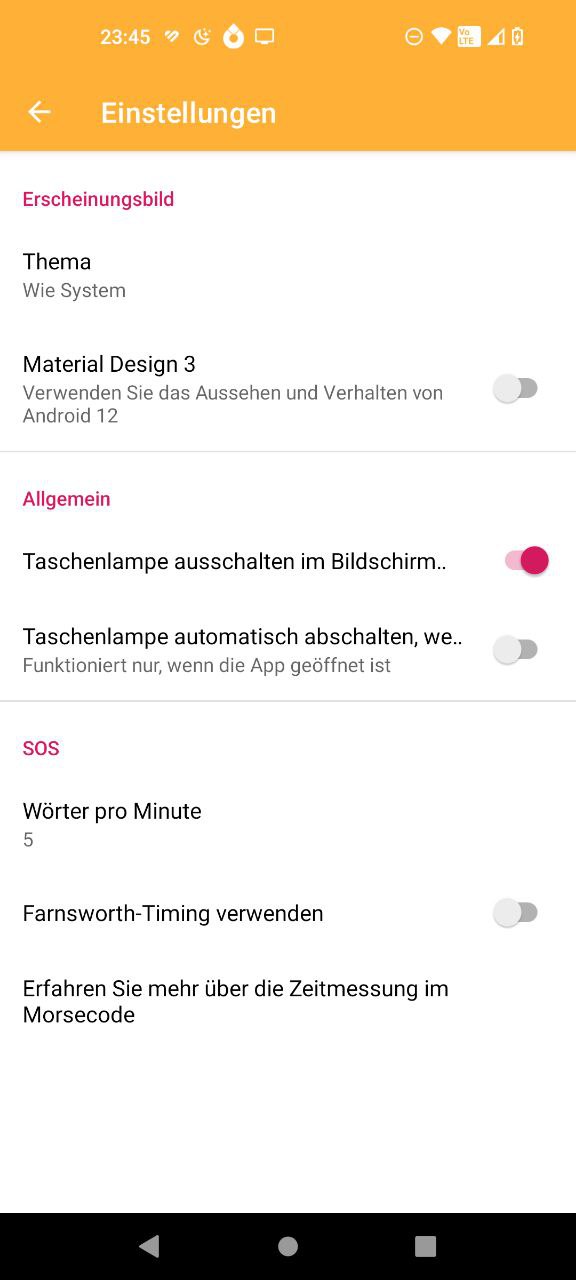 23:45
Vo
LTE
Einstellungen
Erscheinungsbild
Thema
Wie System
Material Design 3
Verwenden Sie das Aussehen und Verhalten von
Android 12
Allgemein
Taschenlampe ausschalten im Bildschirm..
Taschenlampe automatisch abschalten, we..
Funktioniert nur, wenn die App geöffnet ist
SOS
Wörter pro Minute
5
Farnsworth-Timing verwenden
Erfahren Sie mehr über die Zeitmessung im
Morsecode